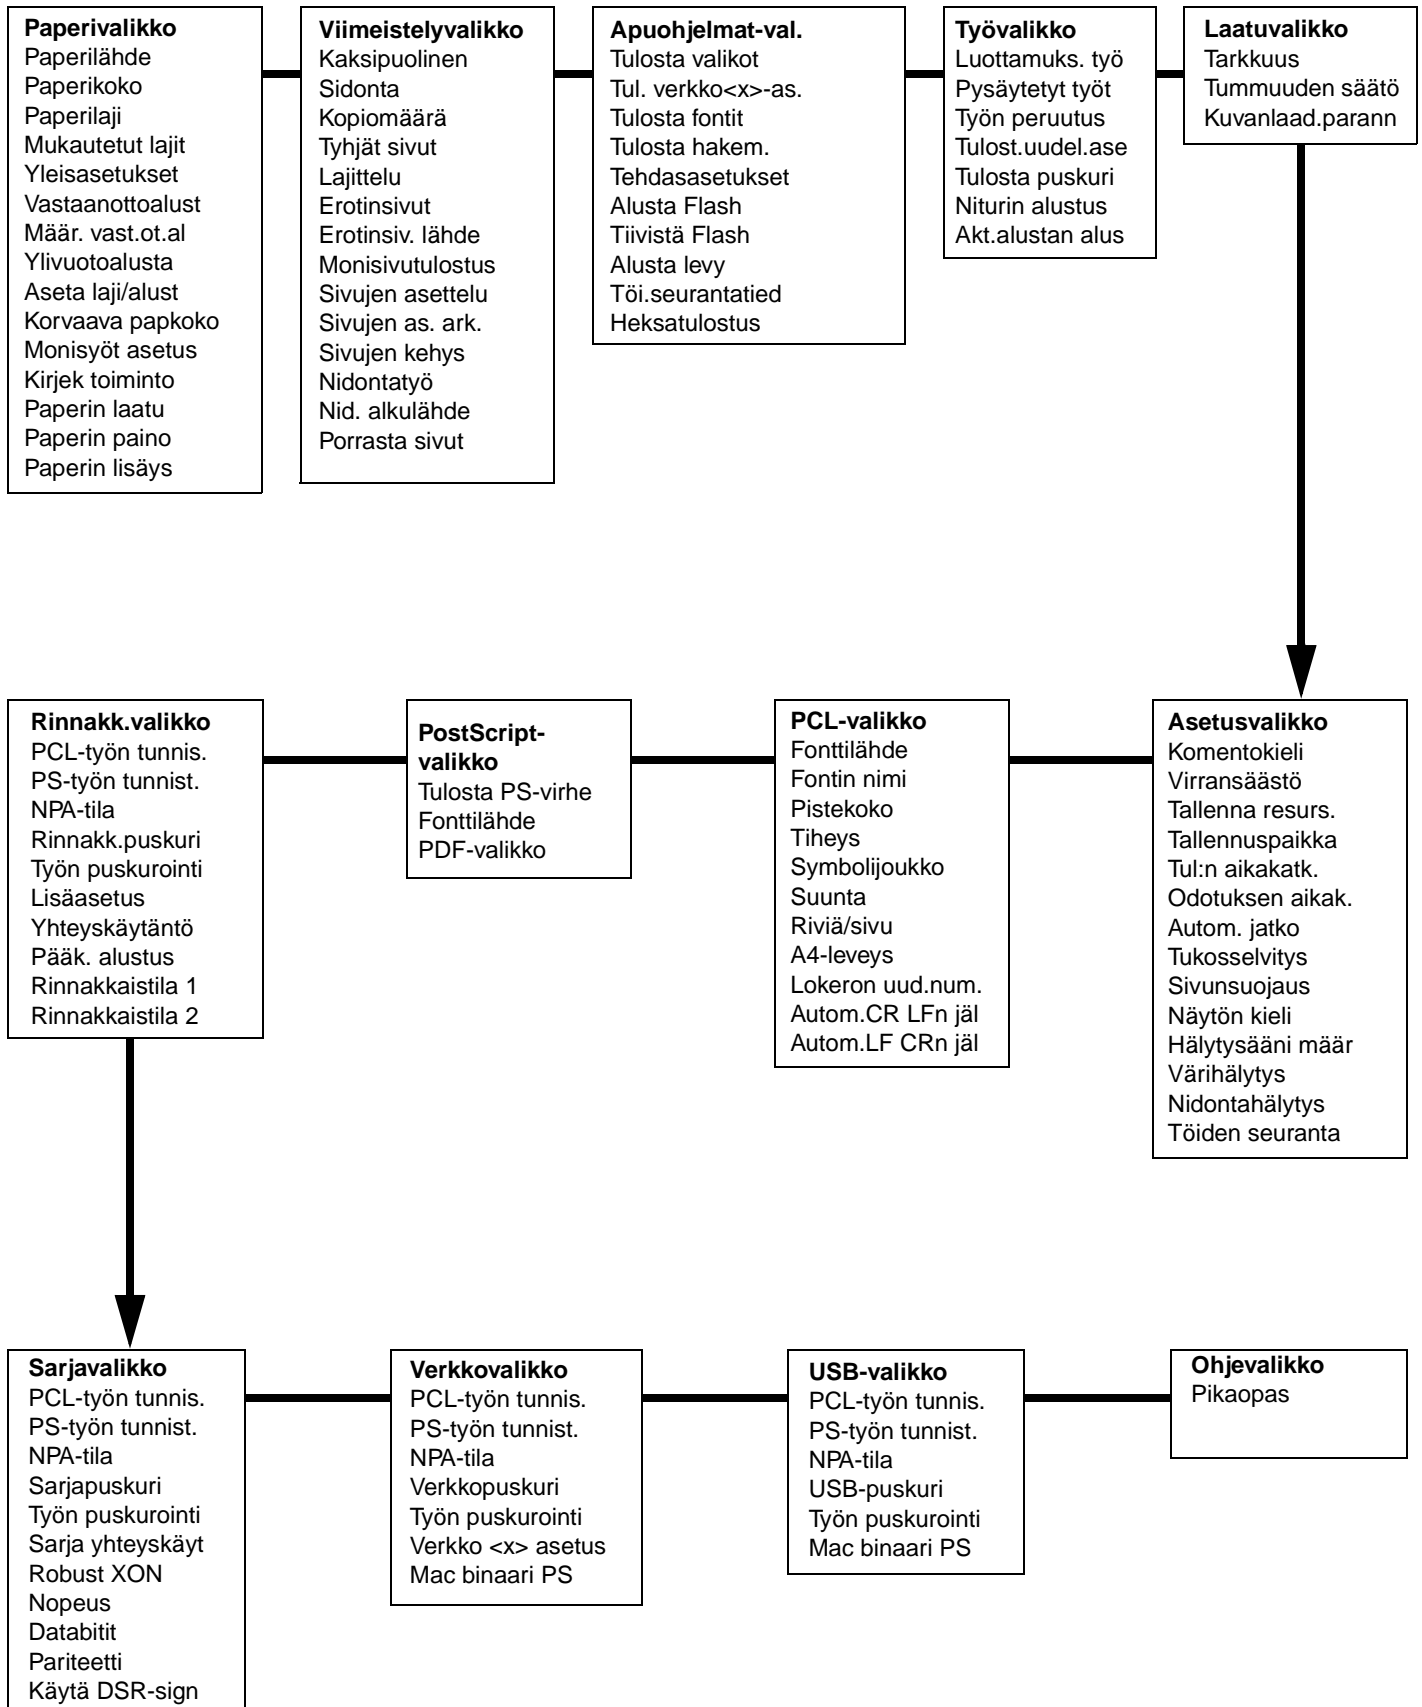 Paperivalikko
Paperilähde
Paperikoko
Paperilaji
Mukautetut lajit
Yleisasetukset
Vastaanottoalust
Määr. vast.ot.al
Ylivuotoalusta
Aseta laji/alust
Korvaava papkoko
Monisyöt asetus
Kirjek toiminto
Paperin laatu
Paperin paino
Paperin lisäys
Viimeistelyvalikko
Kaksipuolinen
Sidonta
Kopiomäärä
Tyhjät sivut
Lajittelu
Erotinsivut
Erotinsiv. lähde
Monisivutulostus
Sivujen asettelu
Sivujen as. ark.
Sivujen kehys
Nidontatyö
Nid. alkulähde
Porrasta sivut
Apuohjelmat-val.
Tulosta valikot
Tul. verkko<x>-as.
Tulosta fontit
Tulosta hakem.
Tehdasasetukset
Alusta Flash
Tiivistä Flash
Alusta levy
Töi.seurantatied
Heksatulostus
Työvalikko
Luottamuks. työ
Pysäytetyt työt
Työn peruutus
Tulost.uudel.ase
Tulosta puskuri
Niturin alustus
Akt.alustan alus
Laatuvalikko
Tarkkuus
Tummuuden säätö
Kuvanlaad.parann
Rinnakk.valikko
PCL-työn tunnis.
PS-työn tunnist.
NPA-tila
Rinnakk.puskuri
Työn puskurointi
Lisäasetus
Yhteyskäytäntö
Pääk. alustus
Rinnakkaistila 1
Rinnakkaistila 2
PostScript-
valikko
Tulosta PS-virhe
Fonttilähde
PDF-valikko
PCL-valikko
Fonttilähde
Fontin nimi
Pistekoko
Tiheys
Symbolijoukko
Suunta
Riviä/sivu
A4-leveys
Lokeron uud.num.
Autom.CR LFn jäl
Autom.LF CRn jäl
Asetusvalikko
Komentokieli
Virransäästö
Tallenna resurs.
Tallennuspaikka
Tul:n aikakatk.
Odotuksen aikak.
Autom. jatko
Tukosselvitys
Sivunsuojaus
Näytön kieli
Hälytysääni määr
Värihälytys
Nidontahälytys
Töiden seuranta
Sarjavalikko
PCL-työn tunnis.
PS-työn tunnist.
NPA-tila
Sarjapuskuri
Työn puskurointi
Sarja yhteyskäyt
Robust XON
Nopeus
Databitit
Pariteetti
Käytä DSR-sign
Verkkovalikko
PCL-työn tunnis.
PS-työn tunnist.
NPA-tila
Verkkopuskuri
Työn puskurointi
Verkko <x> asetus
Mac binaari PS
USB-valikko
PCL-työn tunnis.
PS-työn tunnist.
NPA-tila
USB-puskuri
Työn puskurointi
Mac binaari PS
Ohjevalikko
Pikaopas